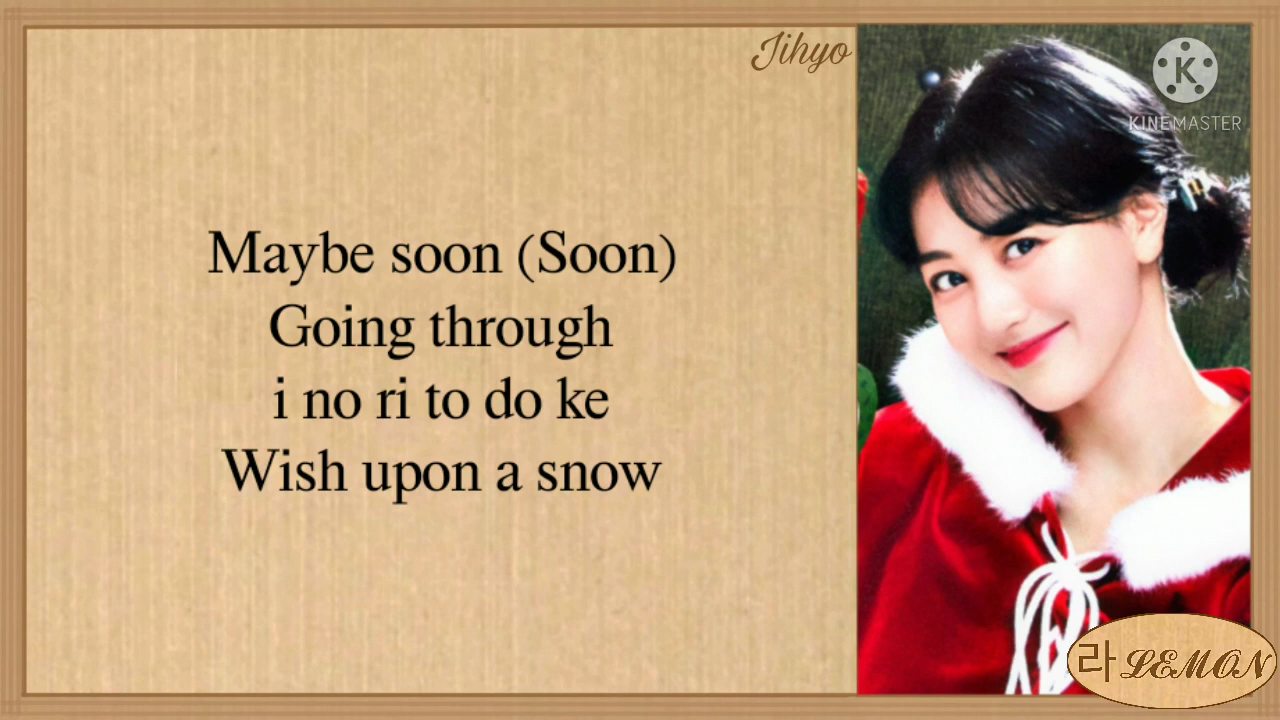 Jihyo
K
KINEMASTER
Maybe soon (Soon)
Going through
i no ri to do ke
Wish upon a snow
라 LEMON